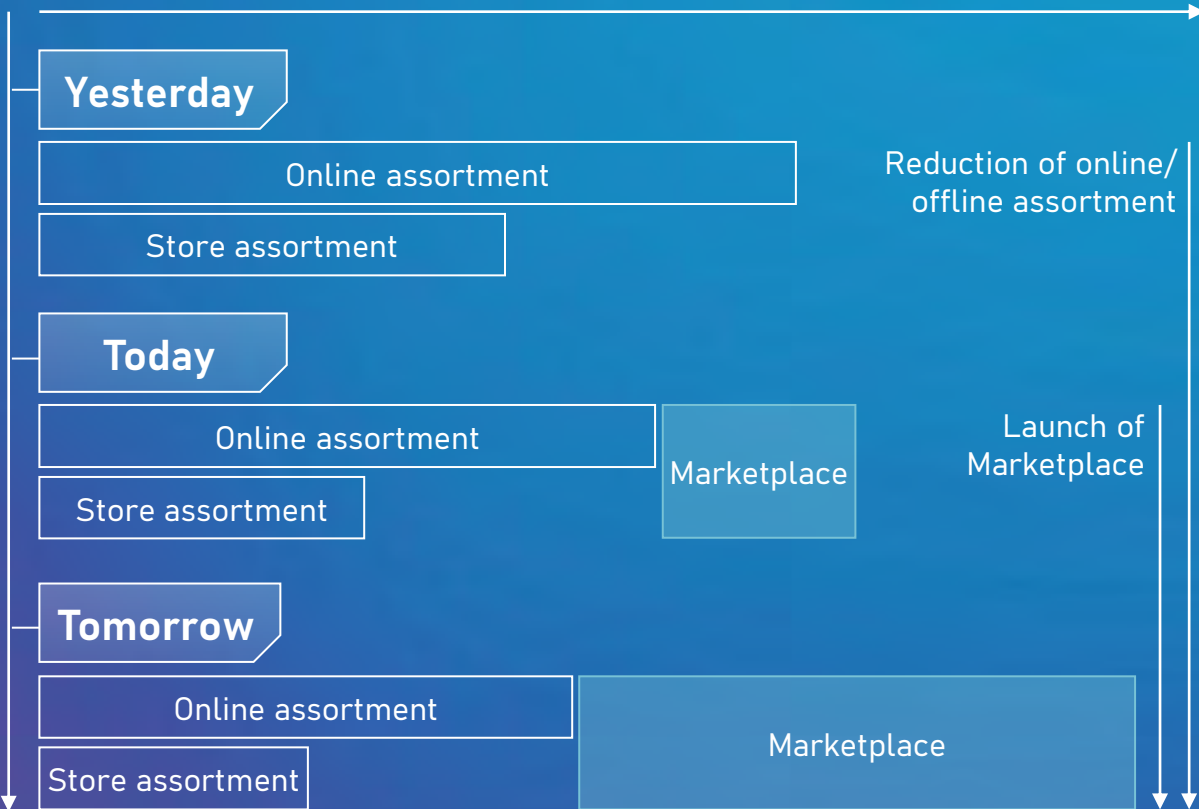 Yesterday
Online assortment
Reduction of online/
offline assortment
Store assortment
Today
Online assortment
Marketplace
Launch of
Marketplace
Store assortment
Tomorrow
Online assortment
Marketplace
Store assortment